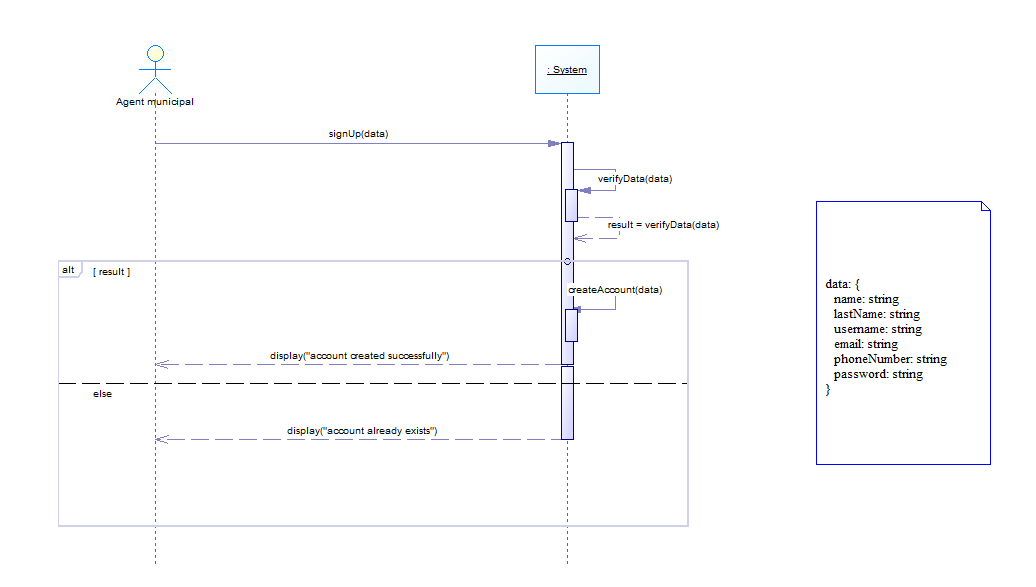 : System
Agent municipal
signUp(data)
verifyData(data)
result = verifyData(data)
alt
[ result ]
createAccount(data)
display("account created successfully")
else
display("account already exists")
data: {
name: string
lastName: string
username: string
email: string
phoneNumber: string
password: string
}